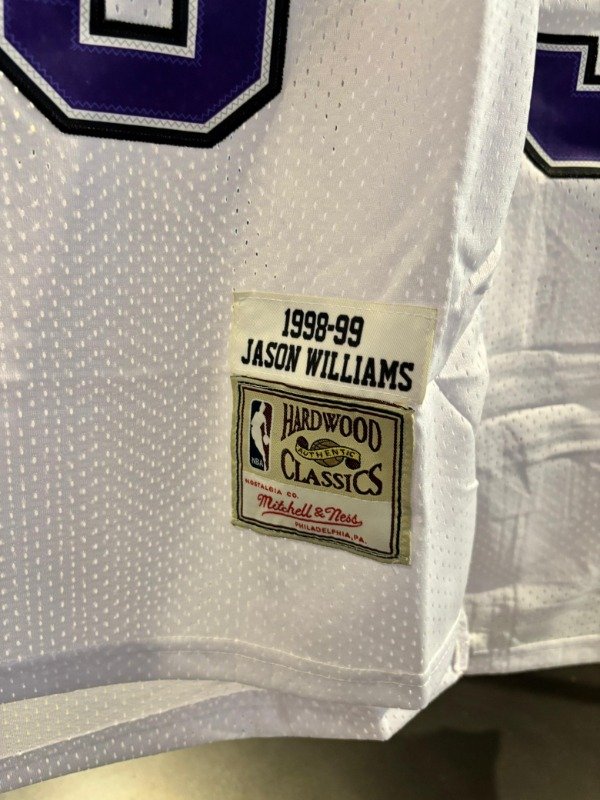 1998-99
JASON WILLIAMS
HARDWOOD
AUTHENTIC
CLASSICS
NBA
NOSTALGIA CO.
Mitchell & Ness
PHILADELPHIA, PA.